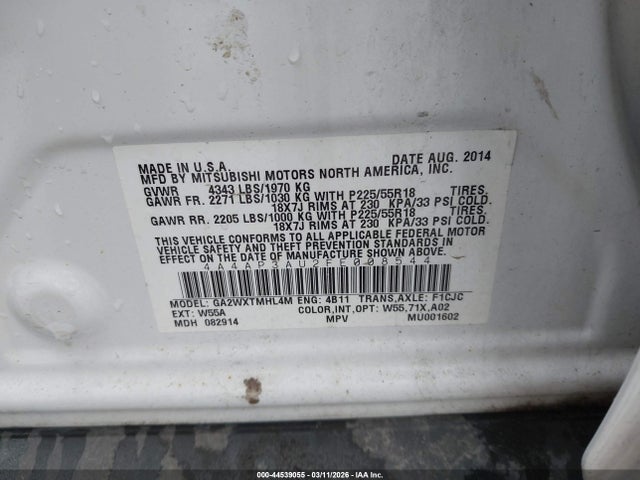 MADE IN U.S.A. DATE AUG. 2014
MFD BY MITSUBISHI MOTORS NORTH AMERICA, INC.
GVWR 4343 LBS/1970 KG
GAWR FR. 2271 LBS/1030 KG WITH P225/55R18 TIRES,
18X7J RIMS AT 230 KPA/33 PSI COLD.
GAWR RR. 2205 LBS/1000 KG WITH P225/55R18 TIRES,
18X7J RIMS AT 230 KPA/33 PSI COLD.
THIS VEHICLE CONFORMS TO ALL APPLICABLE FEDERAL MOTOR
VEHICLE SAFETY AND THEFT PREVENTION STANDARDS IN
EFFECT ON THE DATE OF MANUFACTURE SHOWN ABOVE.
4A4AP3AU2FE008544
MODEL: GA2WXTMHL4M ENG: 4B11 TRANS,AXLE: F1CJC
EXT: W55A COLOR,INT,OPT: W55,71X,A02
MDH 082914 MPV MU001602
000-44539055 - 03/11/2026 - IAA Inc.